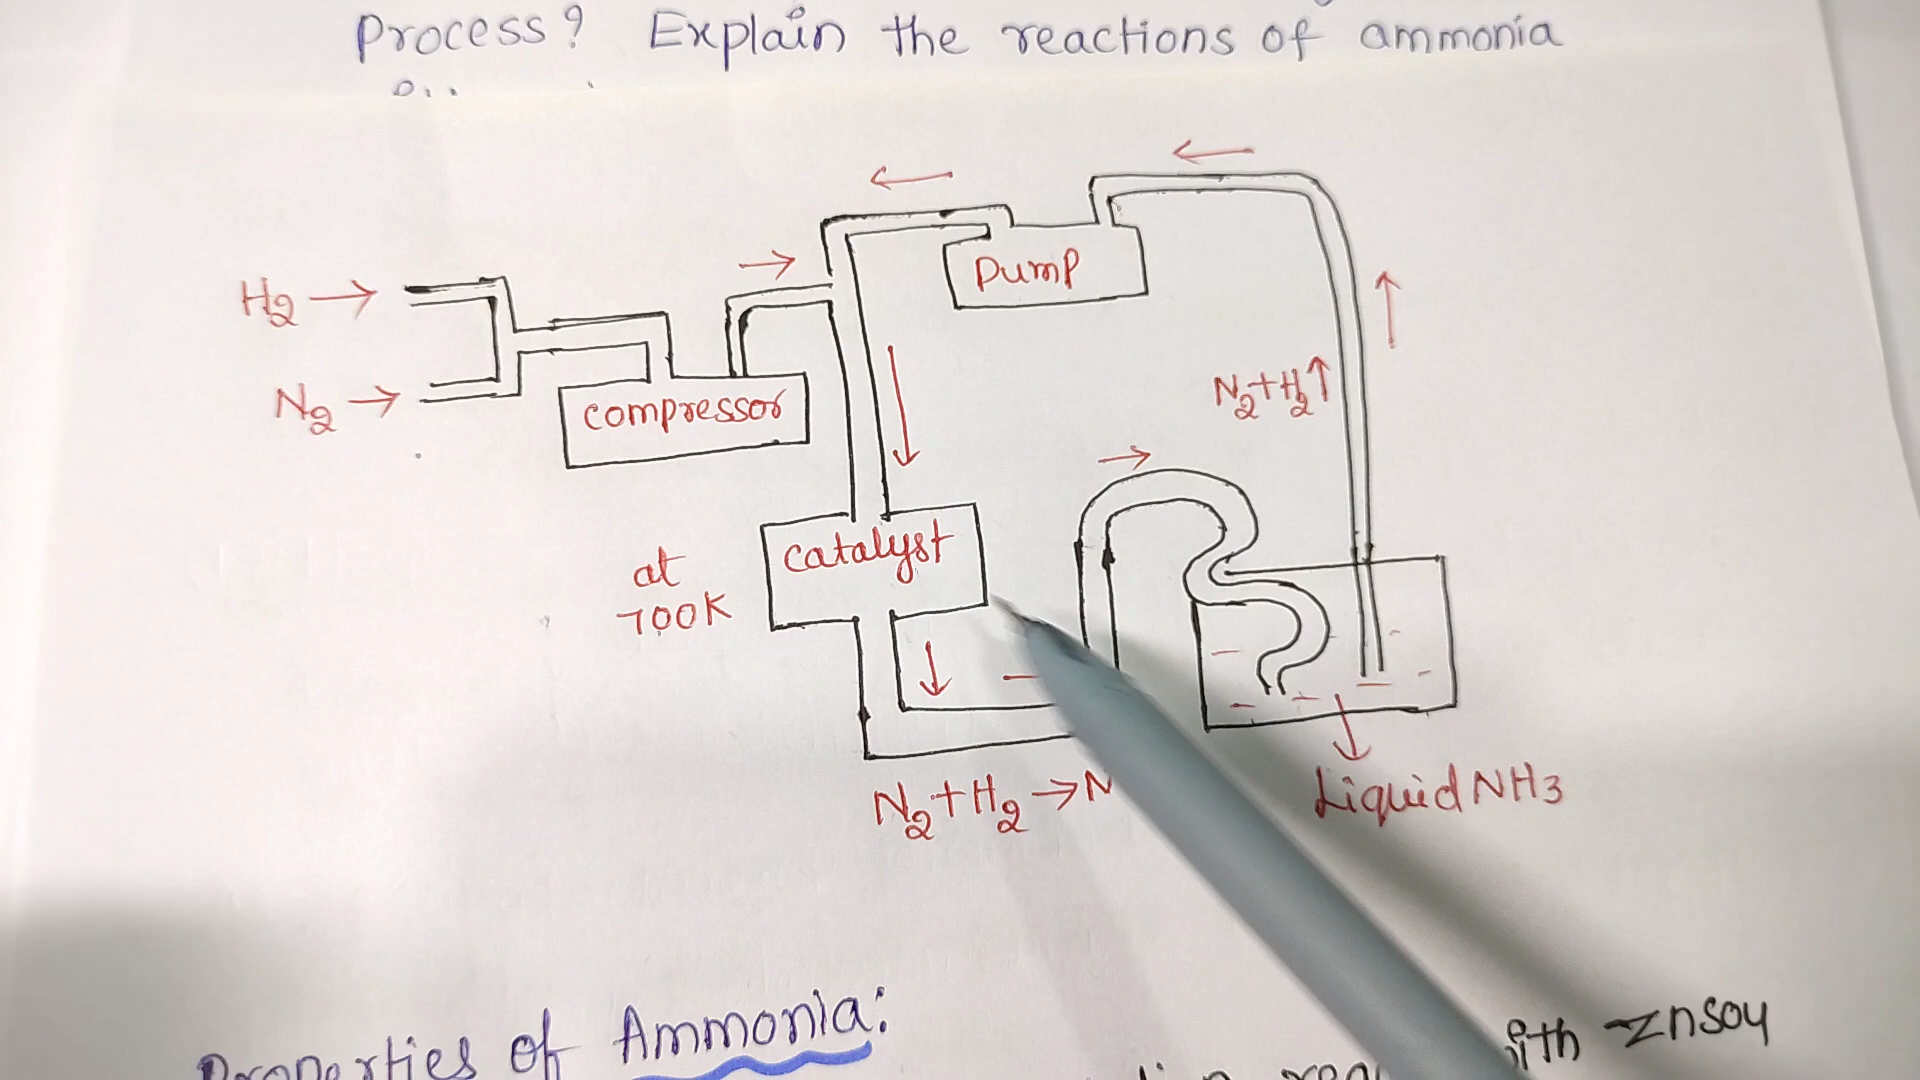 Process? Explain the reactions of ammonia
H2 →
N2 →
compressor
Pump
N2+H2↑
catalyst
at
700K
N2+H2→N
Liquid NH3
Properties of Ammonia:
with ZnSO4